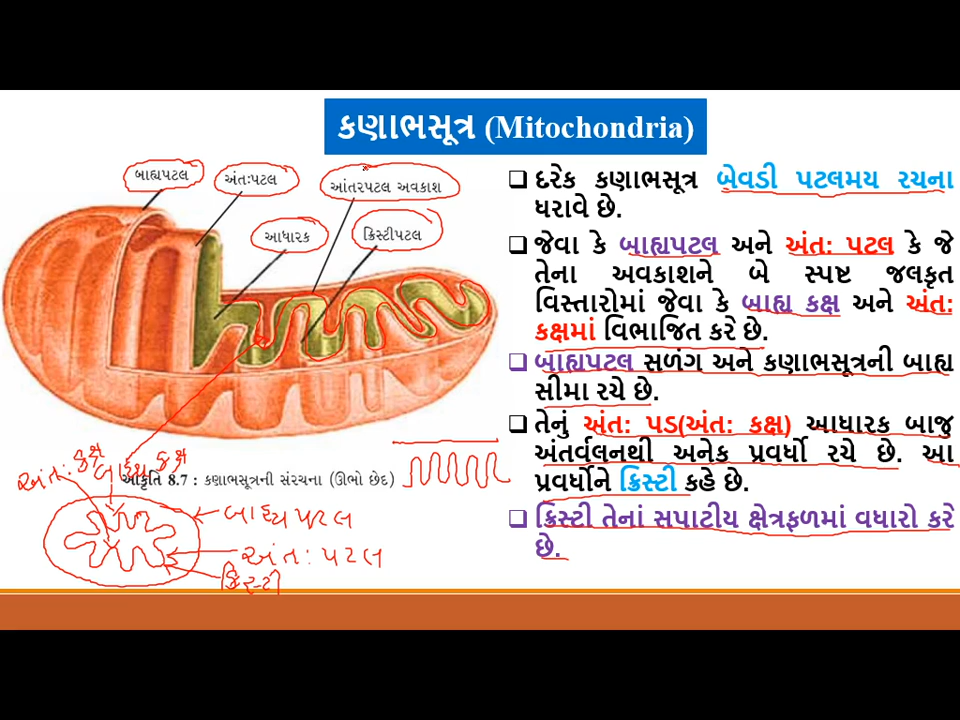 કણાભસૂત્ર (Mitochondria)
બાહ્યપટલ
અંતઃપટલ
આંતરપટલ અવકાશ
આધારક
ક્રિસ્ટીપટલ
આકૃતિ 8.7 : કણાભસૂત્રની સંરચના (ઊભો છેદ)
અંત: કક્ષ
બાહ્ય કક્ષ
બાહ્ય પટલ
અંત: પટલ
ક્રિસ્ટી
❑ દરેક કણાભસૂત્ર બેવડી પટલમય રચના
ધરાવે છે.
❑ જેવા કે બાહ્યપટલ અને અંત: પટલ કે જે
તેના અવકાશને બે સ્પષ્ટ જલકૃત
વિસ્તારોમાં જેવા કે બાહ્ય કક્ષ અને અંત:
કક્ષમાં વિભાજિત કરે છે.
❑ બાહ્યપટલ સળંગ અને કણાભસૂત્રની બાહ્ય
સીમા રચે છે.
❑ તેનું અંત: પડ(અંત: કક્ષ) આધારક બાજુ
અંતર્વલનથી અનેક પ્રવર્ધો રચે છે. આ
પ્રવર્ધોને ક્રિસ્ટી કહે છે.
❑ ક્રિસ્ટી તેનાં સપાટીય ક્ષેત્રફળમાં વધારો કરે
છે.